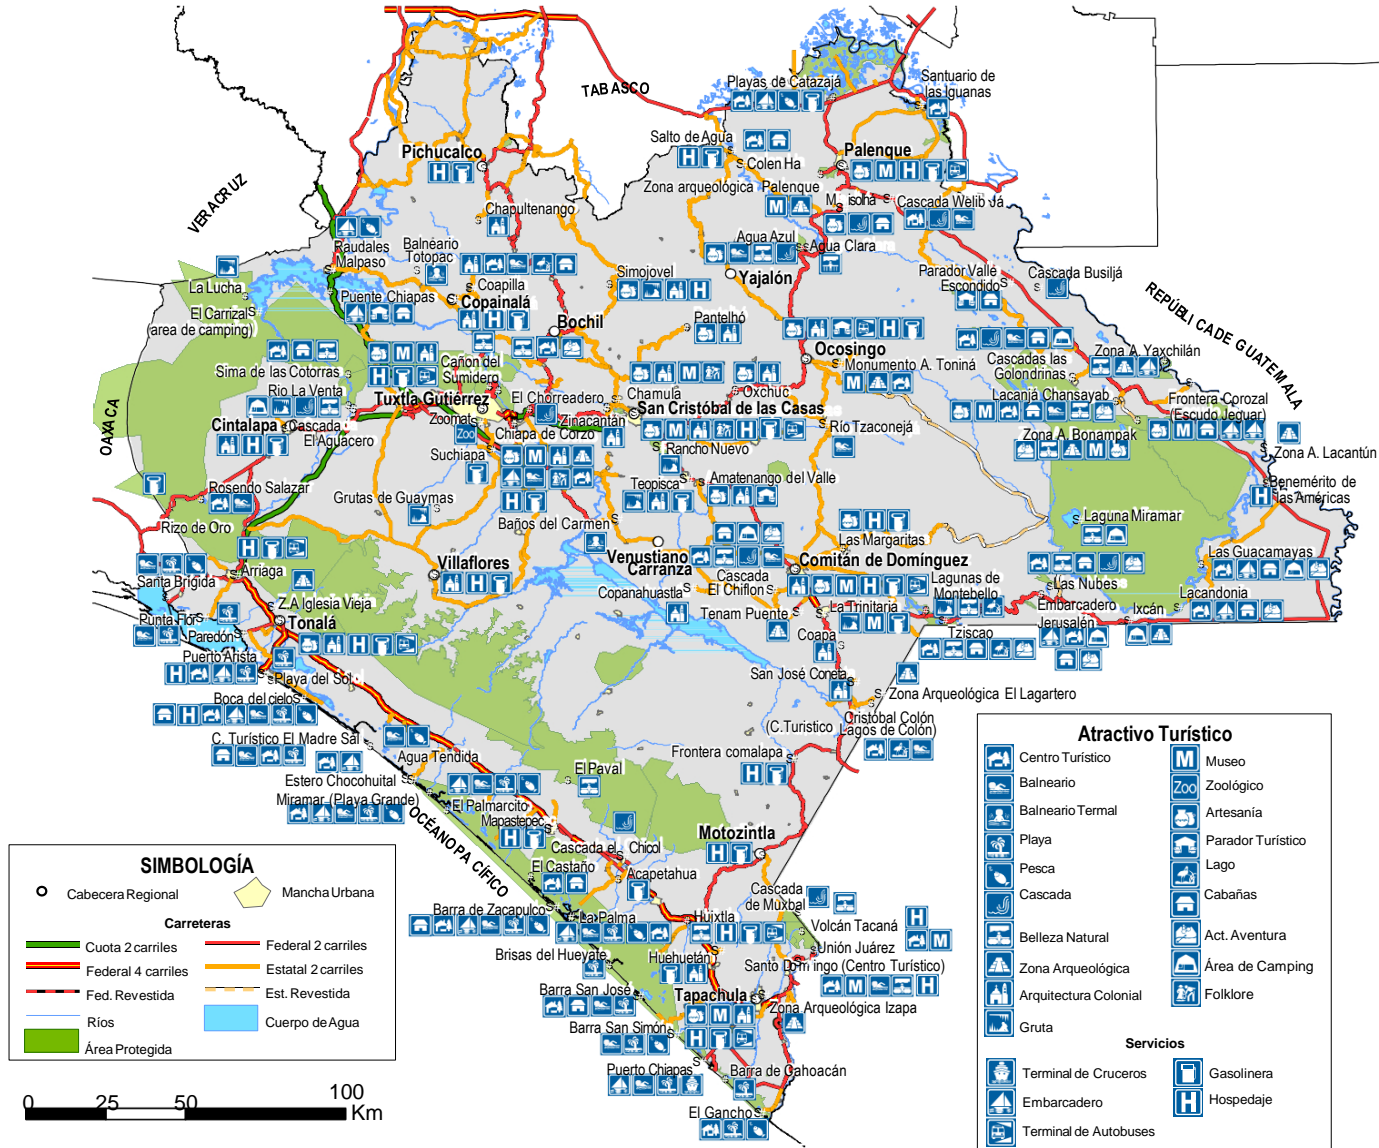 TABASCO
Playas de Catazajá
Santuario de
las Iguanas
Salto de Agua
Colen Ha
Palenque
Pichucalco
Zona arqueológica Palenque
Cascada Welib Já
VERACRUZ
Chapultenango
Agua Azul
Agua Clara
Raudales
Malpaso
Balneario
Totopac
Coapilla
Simojovel
Yajalón
Parador Valle
Escondido
Cascada Busiljá
La Lucha
El Carrizal
(area de camping)
Puente Chiapas
Copainalá
Bochil
Pantelhó
REPÚBLICA DE GUATEMALA
Ocosingo
Monumento A. Toniná
Cascadas las
Golondrinas
Zona A. Yaxchilán
Sima de las Cotorras
Cañon del
Sumidero
Rio La Venta
Tuxtla Gutiérrez
El Chorreadero
Chamula
Oxchuc
Lacanjá Chansayab
Frontera Corozal
(Escudo Jeguar)
OAXACA
Cintalapa
Cascada
El Aguacero
Zoomat
Zoo
Chiapa de Corzo
Zinacantán
San Cristóbal de las Casas
Río Tzaconejá
Zona A. Bonampak
Zona A. Lacantún
Suchiapa
Rancho Nuevo
Benemérito de
las Américas
Rosendo Salazar
Grutas de Guaymas
Teopisca
Amatenango del Valle
Rizo de Oro
Baños del Carmen
Laguna Miramar
Las Margaritas
Venustiano
Carranza
Comitán de Domínguez
Las Guacamayas
Arriaga
Villaflores
Cascada
El Chiflon
Lagunas de
Montebello
Las Nubes
Santa Brigida
Copanahuastla
Embarcadero
Jerusalén
Ixcán
Lacandonia
Z.A Iglesia Vieja
Tenam Puente
La Trinitaria
Punta Flor
Tonalá
Paredón
Coapa
Tziscao
Puerto Arista
Playa del Sol
San José Coneta
Zona Arqueológica El Lagartero
Boca del cielo
(C.Turistico
Cristóbal Colón
Lagos de Colón)
C. Turístico El Madre Sal
Agua Tendida
Frontera comalapa
Estero Chocohuital
El Paval
Miramar (Playa Grande)
El Palmarcito
OCÉANO PACÍFICO
Mapastepec
Motozintla
Cascada el Chicol
El Castaño
Acapetahua
Cascada
de Muxbal
Barra de Zacapulco
La Palma
Huixtla
Volcán Tacaná
Unión Juárez
Brisas del Hueyate
Huehuetán
Santo Domingo (Centro Turístico)
Barra San José
Tapachula
Zona Arqueológica Izapa
Barra San Simón
Puerto Chiapas
Barra de Cahoacán
El Gancho
SIMBOLOGÍA
Cabecera Regional
Mancha Urbana
Carreteras
Cuota 2 carriles
Federal 2 carriles
Federal 4 carriles
Estatal 2 carriles
Fed. Revestida
Est. Revestida
Ríos
Cuerpo de Agua
Área Protegida
0 25 50 100
Km
Atractivo Turístico
Centro Turístico
M Museo
Balneario
Zoo Zoológico
Balneario Termal
Artesanía
Playa
Parador Turístico
Pesca
Lago
Cascada
Cabañas
Belleza Natural
Act. Aventura
Zona Arqueológica
Área de Camping
Arquitectura Colonial
Folklore
Gruta
Servicios
Terminal de Cruceros
Gasolinera
Embarcadero
H Hospedaje
Terminal de Autobuses